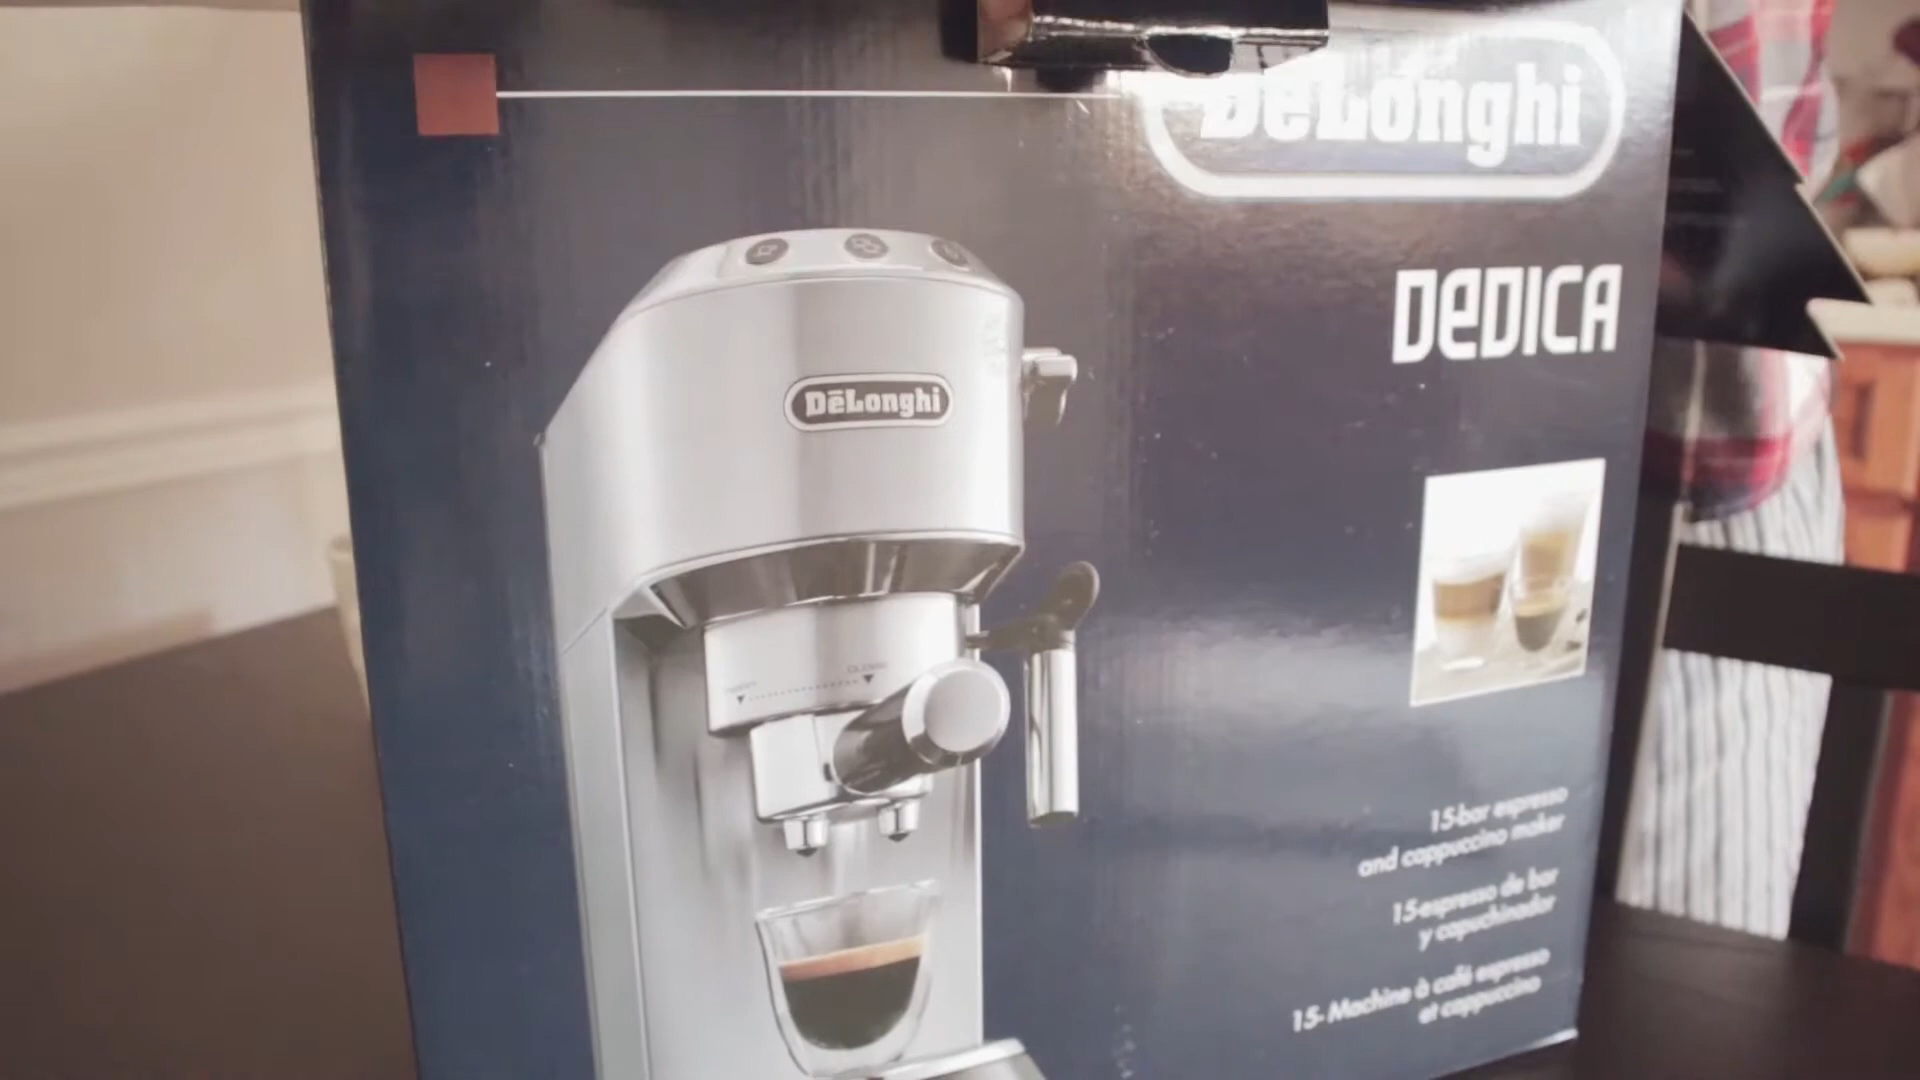 DeLonghi
DEDICA
DēLonghi
15-bar espresso
and cappuccino maker
15-espresso de bar
y capuchinador
15- Machine à café espresso
et cappuccino